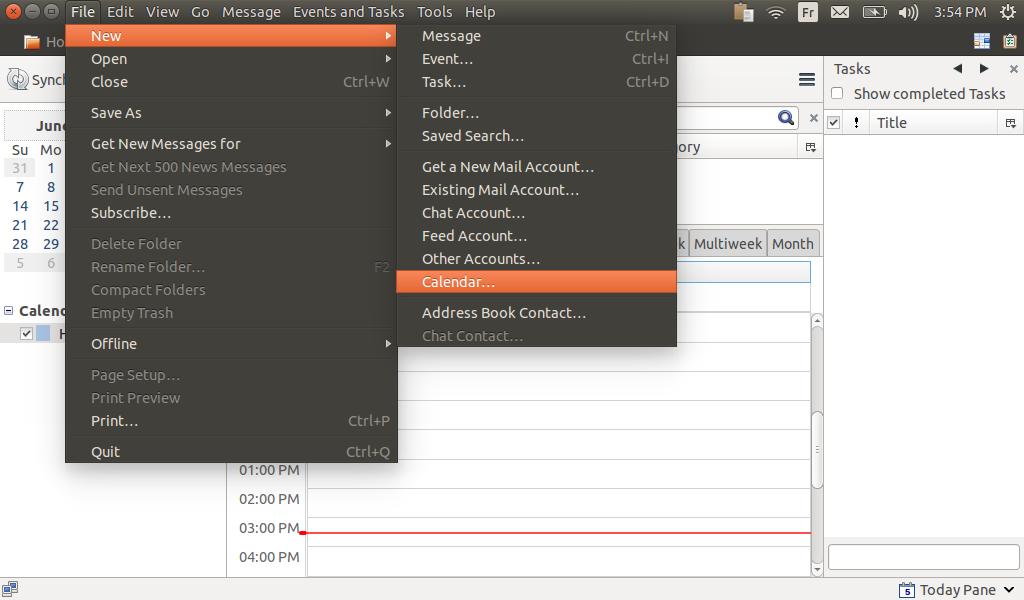 File Edit View Go Message Events and Tasks Tools Help
Fr
3:54 PM
New
Open
Close Ctrl+W
Save As
Get New Messages for
Get Next 500 News Messages
Send Unsent Messages
Subscribe...
Delete Folder
Rename Folder... F2
Compact Folders
Empty Trash
Offline
Page Setup...
Print Preview
Print... Ctrl+P
Quit Ctrl+Q
Message Ctrl+N
Event... Ctrl+I
Task... Ctrl+D
Folder...
Saved Search...
Get a New Mail Account...
Existing Mail Account...
Chat Account...
Feed Account...
Other Accounts...
Calendar...
Address Book Contact...
Chat Contact...
Ho
Synch
June
Su Mo
31 1
7 8
14 15
21 22
28 29
5 6
Calend
H
ory
k Multiweek Month
01:00 PM
02:00 PM
03:00 PM
04:00 PM
Tasks
Show completed Tasks
! Title
5 Today Pane